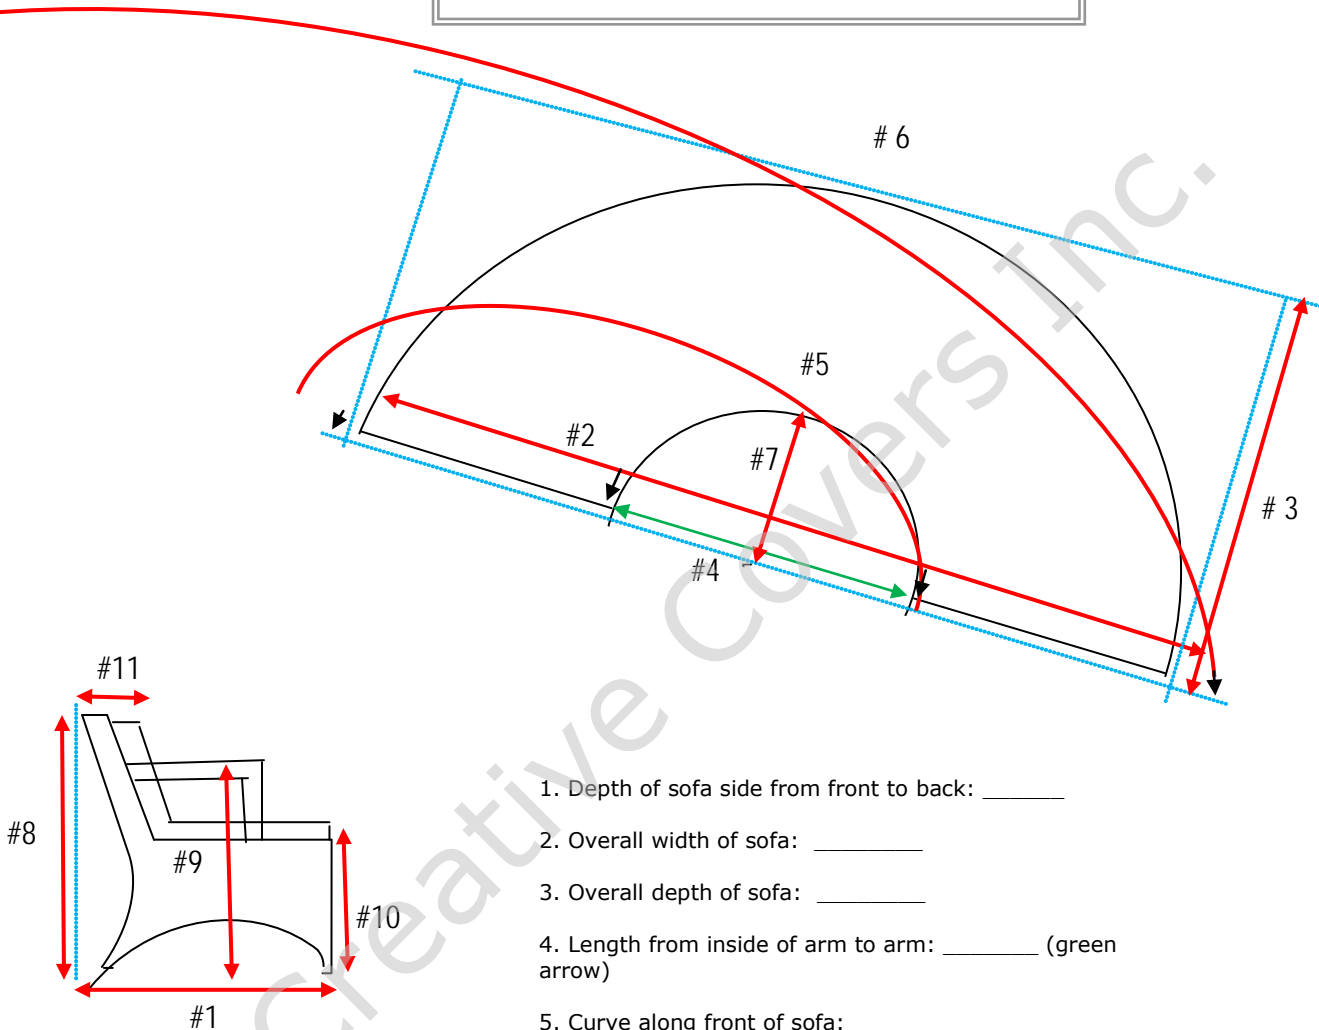 # 6
#5
#2
#7
# 3
#4
#11
#8
#9
#10
#1
1. Depth of sofa side from front to back: ______
2. Overall width of sofa: ________
3. Overall depth of sofa: ________
4. Length from inside of arm to arm: _______ (green
arrow)
5. Curve along front of sofa:
Creative Covers Inc.